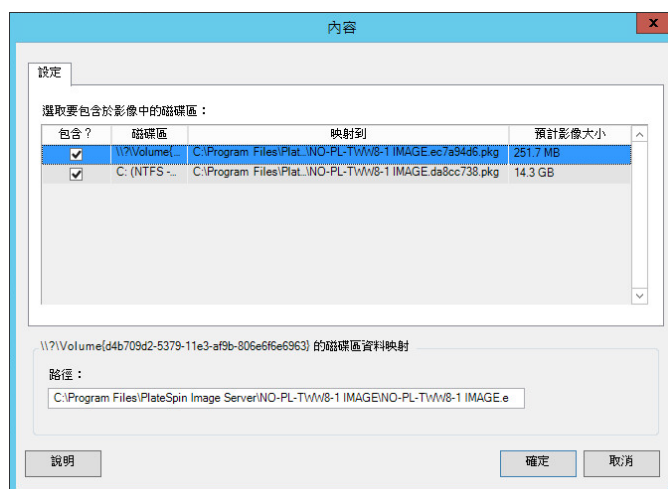 內容
x
設定
選取要包含於影像中的磁碟區：
包含？ 磁碟區 映射到 預計影像大小
\\?\Volume{... C:\Program Files\Plat..\NO-PL-TWW8-1 IMAGE.ec7a94d6.pkg 251.7 MB
C: (NTFS -... C:\Program Files\Plat..\NO-PL-TWW8-1 IMAGE.da8cc738.pkg 14.3 GB
\\?\Volume{d4b709d2-5379-11e3-af9b-806e6f6e6963} 的磁碟區資料映射
路徑：
C:\Program Files\PlateSpin Image Server\NO-PL-TWW8-1 IMAGE\NO-PL-TWW8-1 IMAGE.e
說明 確定 取消